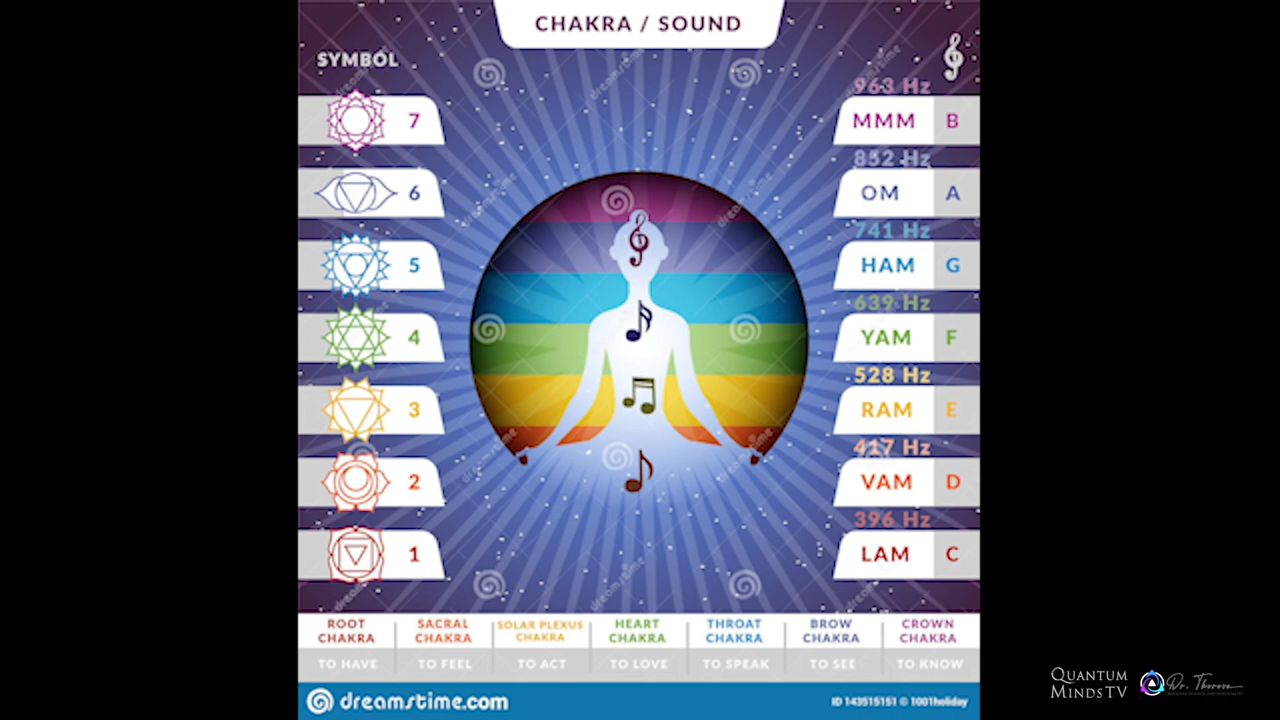 CHAKRA / SOUND
SYMBOL
963 Hz
7 MMM B
852 Hz
6 OM A
741 Hz
5 HAM G
639 Hz
4 YAM F
528 Hz
3 RAM E
417 Hz
2 VAM D
396 Hz
1 LAM C
ROOT CHAKRA
SACRAL CHAKRA
SOLAR PLEXUS CHAKRA
HEART CHAKRA
THROAT CHAKRA
BROW CHAKRA
CROWN CHAKRA
TO HAVE TO FEEL TO ACT TO LOVE TO SPEAK TO SEE TO KNOW
dreamstime.com
ID 143515151 © 1001holiday
QUANTUM
MINDS TV
Dr. Theresa